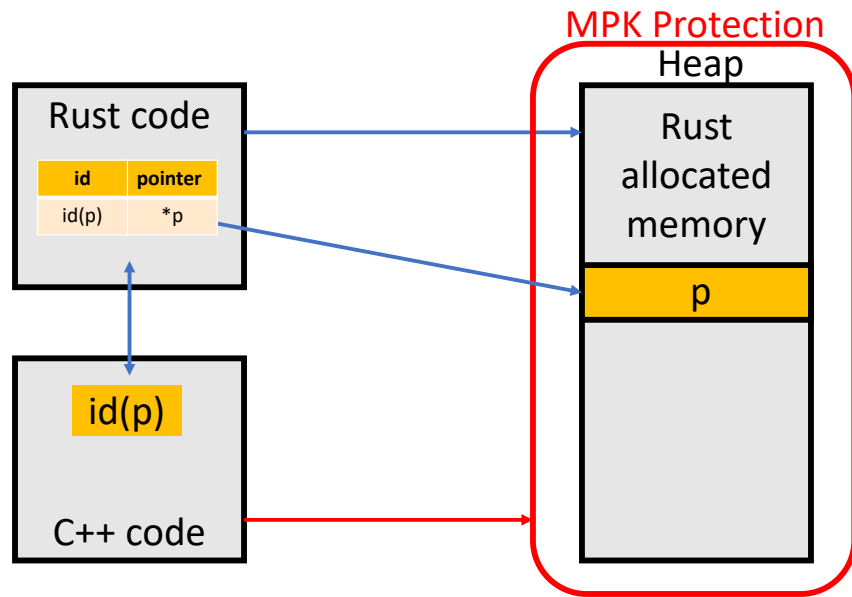 MPK Protection
Heap
Rust code
id pointer
id(p) *p
Rust
allocated
memory
p
id(p)
C++ code